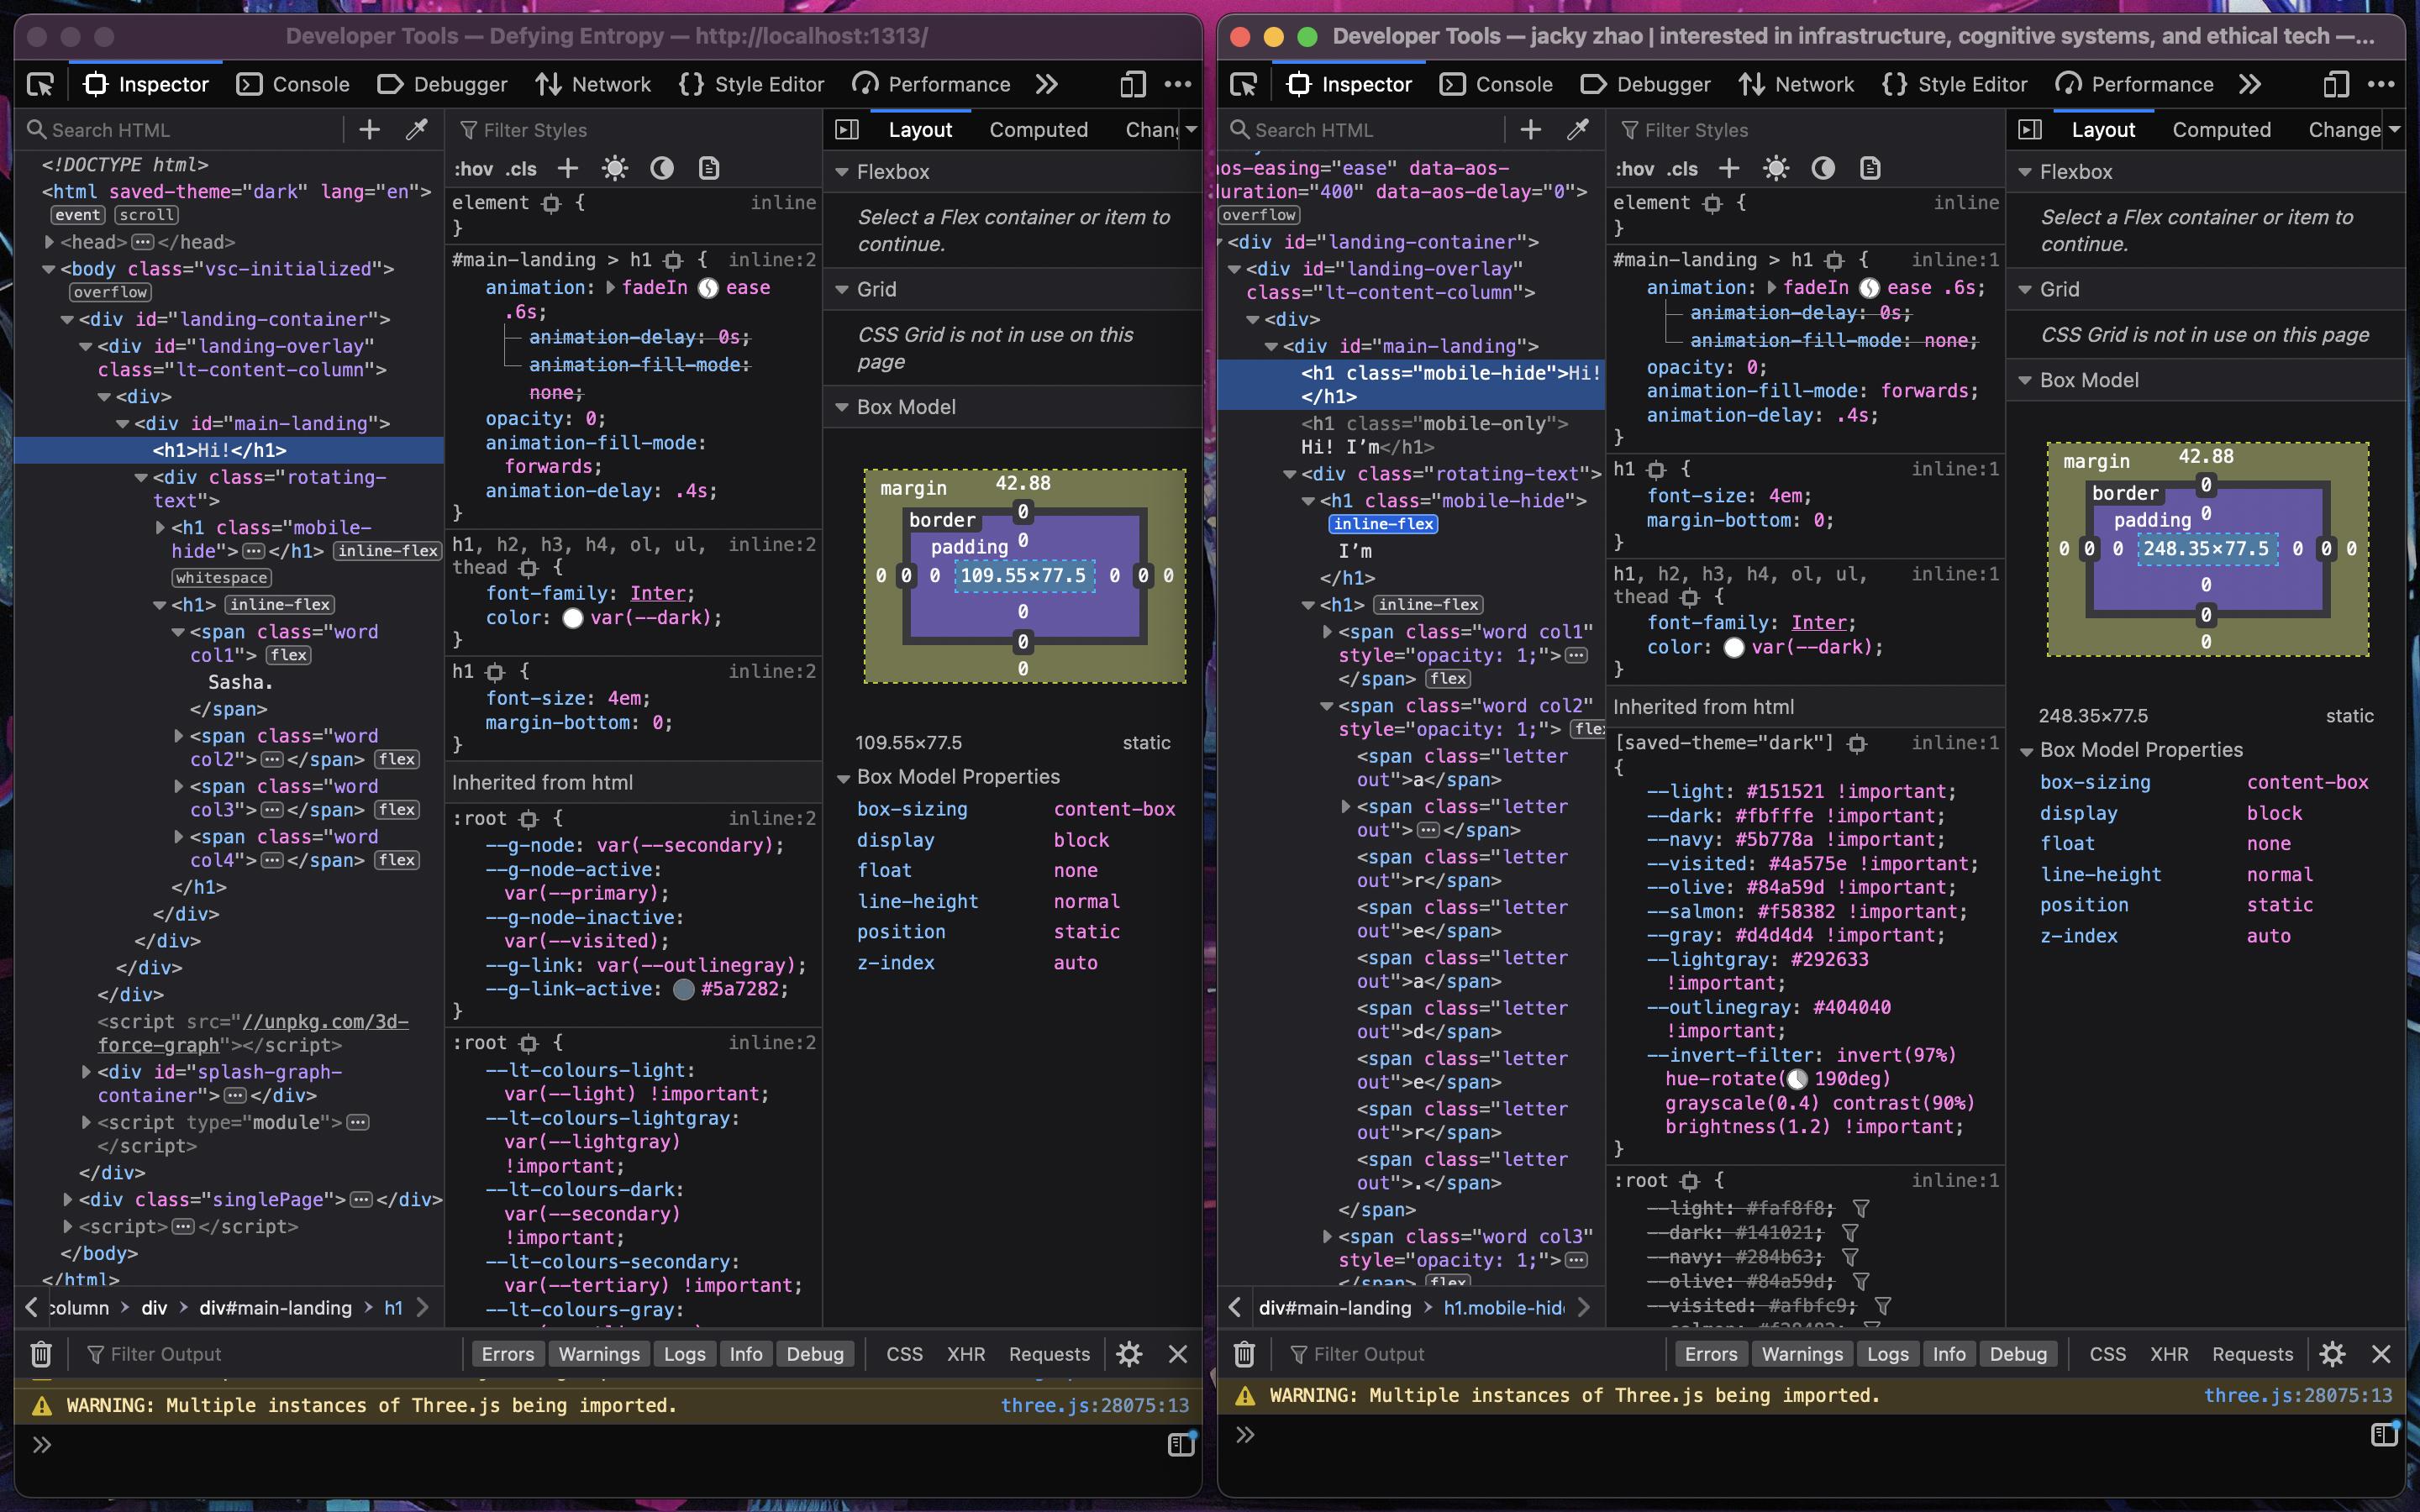 Developer Tools — Defying Entropy — http://localhost:1313/
Inspector
Console
Debugger
Network
Style Editor
Performance
Search HTML
<!DOCTYPE html>
<html saved-theme="dark" lang="en">
event scroll
<head></head>
<body class="vsc-initialized">
overflow
<div id="landing-container">
<div id="landing-overlay"
class="lt-content-column">
<div>
<div id="main-landing">
<h1>Hi!</h1>
<div class="rotating-
text">
<h1 class="mobile-
hide"></h1> inline-flex
whitespace
<h1> inline-flex
<span class="word
col1"> flex
Sasha.
</span>
<span class="word
col2"></span> flex
<span class="word
col3"></span> flex
<span class="word
col4"></span> flex
</h1>
</div>
</div>
</div>
</div>
<script src="//unpkg.com/3d-
force-graph"></script>
<div id="splash-graph-
container"></div>
<script type="module">
</script>
</div>
<div class="singlePage"></div>
<script></script>
</body>
</html>
column > div > div#main-landing > h1
Filter Styles
:hov .cls
element { inline
}
#main-landing > h1 { inline:2
animation: fadeIn ease
.6s;
animation-delay: 0s;
animation-fill-mode:
none;
opacity: 0;
animation-fill-mode:
forwards;
animation-delay: .4s;
}
h1, h2, h3, h4, ol, ul, inline:2
thead {
font-family: Inter;
color: var(--dark);
}
h1 { inline:2
font-size: 4em;
margin-bottom: 0;
}
Inherited from html
:root { inline:2
--g-node: var(--secondary);
--g-node-active:
var(--primary);
--g-node-inactive:
var(--visited);
--g-link: var(--outlinegray);
--g-link-active: #5a7282;
}
:root { inline:2
--lt-colours-light:
var(--light) !important;
--lt-colours-lightgray:
var(--lightgray)
!important;
--lt-colours-dark:
var(--secondary)
!important;
--lt-colours-secondary:
var(--tertiary) !important;
--lt-colours-gray:
Layout
Computed
Flexbox
Select a Flex container or item to
continue.
Grid
CSS Grid is not in use on this
page
Box Model
margin 42.88
border 0
padding 0
0 0 0 109.55×77.5 0 0 0
0
0
0
109.55×77.5 static
Box Model Properties
box-sizing content-box
display block
float none
line-height normal
position static
z-index auto
Filter Output
Errors Warnings Logs Info Debug CSS XHR Requests
WARNING: Multiple instances of Three.js being imported. three.js:28075:13
Developer Tools — jacky zhao | interested in infrastructure, cognitive systems, and ethical tech —...
Inspector
Console
Debugger
Network
Style Editor
Performance
Search HTML
aos-easing="ease" data-aos-
duration="400" data-aos-delay="0">
overflow
<div id="landing-container">
<div id="landing-overlay"
class="lt-content-column">
<div>
<div id="main-landing">
<h1 class="mobile-hide">Hi!
</h1>
<h1 class="mobile-only">
Hi! I’m</h1>
<div class="rotating-text">
<h1 class="mobile-hide">
inline-flex
I’m
</h1>
<h1> inline-flex
<span class="word col1"
style="opacity: 1;">
</span> flex
<span class="word col2"
style="opacity: 1;"> flex
<span class="letter
out">a</span>
<span class="letter
out"></span>
<span class="letter
out">r</span>
<span class="letter
out">e</span>
<span class="letter
out">a</span>
<span class="letter
out">d</span>
<span class="letter
out">e</span>
<span class="letter
out">r</span>
<span class="letter
out">.</span>
</span>
<span class="word col3"
style="opacity: 1;">
</span> flex
div#main-landing > h1.mobile-hid
Filter Styles
:hov .cls
element { inline
}
#main-landing > h1 { inline:1
animation: fadeIn ease .6s;
animation-delay: 0s;
animation-fill-mode: none;
opacity: 0;
animation-fill-mode: forwards;
animation-delay: .4s;
}
h1 { inline:1
font-size: 4em;
margin-bottom: 0;
}
h1, h2, h3, h4, ol, ul, inline:1
thead {
font-family: Inter;
color: var(--dark);
}
Inherited from html
[saved-theme="dark"] inline:1
{
--light: #151521 !important;
--dark: #fbfffe !important;
--navy: #5b778a !important;
--visited: #4a575e !important;
--olive: #84a59d !important;
--salmon: #f58382 !important;
--gray: #d4d4d4 !important;
--lightgray: #292633
!important;
--outlinegray: #404040
!important;
--invert-filter: invert(97%)
hue-rotate( 190deg)
grayscale(0.4) contrast(90%)
brightness(1.2) !important;
}
:root { inline:1
--light: #faf8f8;
--dark: #141021;
--navy: #284b63;
--olive: #84a59d;
--visited: #afbfc9;
Layout
Computed
Change
Flexbox
Select a Flex container or item to
continue.
Grid
CSS Grid is not in use on this page
Box Model
margin 42.88
border 0
padding 0
0 0 0 248.35×77.5 0 0 0
0
0
0
248.35×77.5 static
Box Model Properties
box-sizing content-box
display block
float none
line-height normal
position static
z-index auto
Filter Output
Errors Warnings Logs Info Debug CSS XHR Requests
WARNING: Multiple instances of Three.js being imported. three.js:28075:13